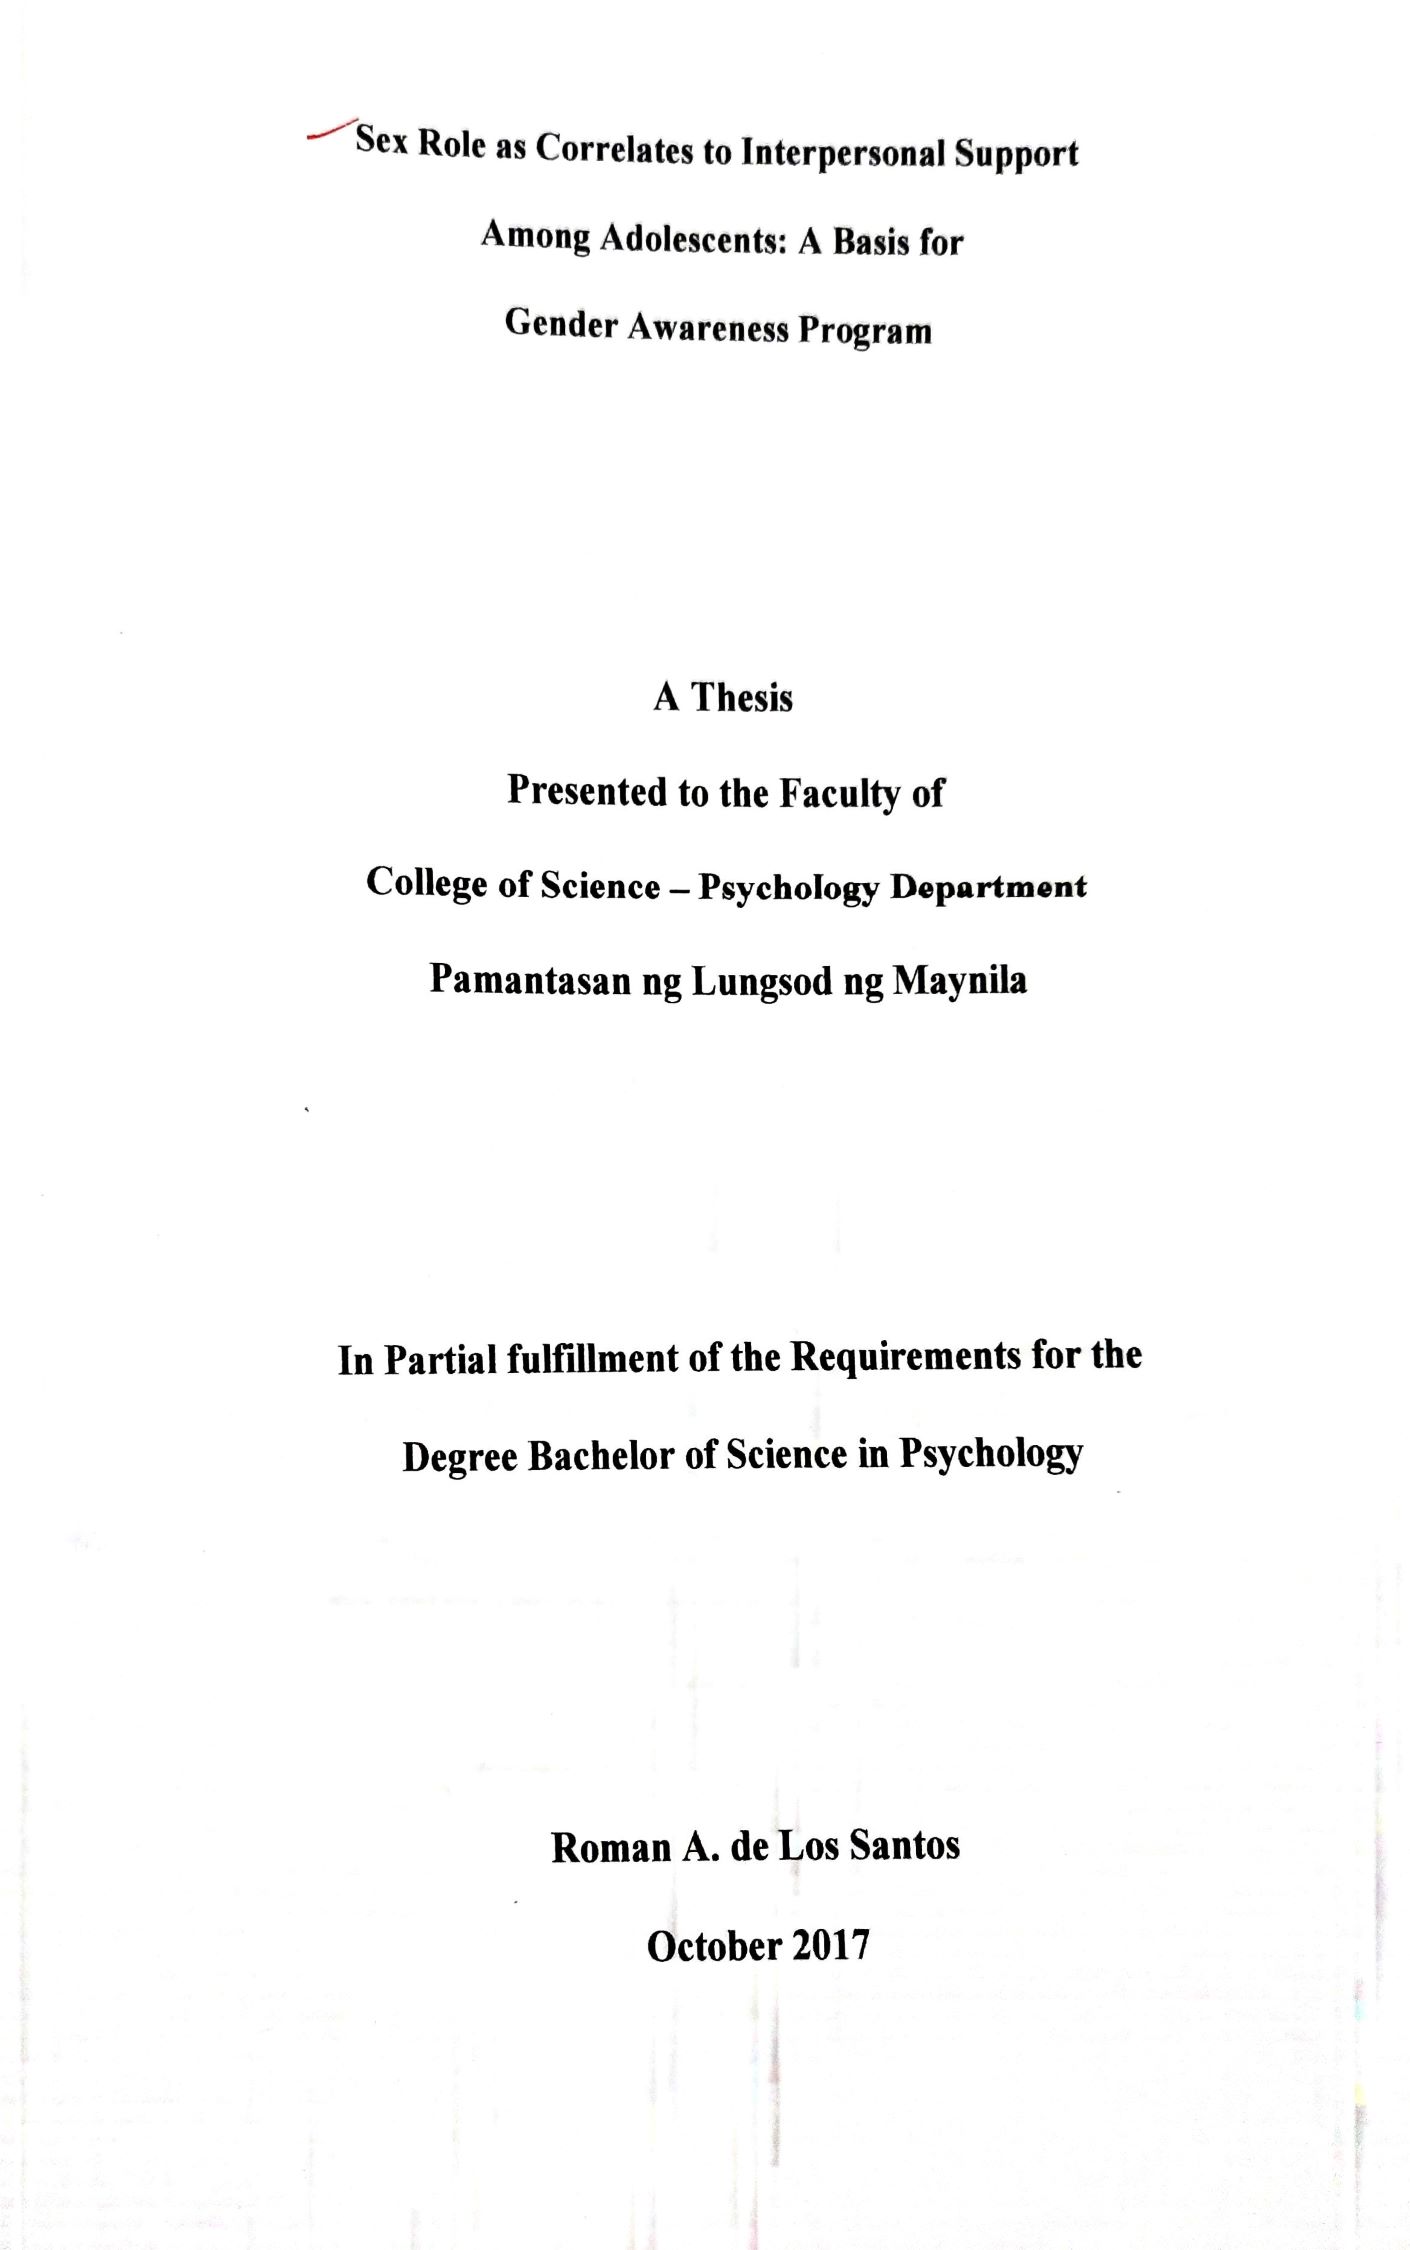 Sex Role as Correlates to Interpersonal Support
Among Adolescents: A Basis for
Gender Awareness Program
A Thesis
Presented to the Faculty of
College of Science – Psychology Department
Pamantasan ng Lungsod ng Maynila
In Partial fulfillment of the Requirements for the
Degree Bachelor of Science in Psychology
Roman A. de Los Santos
October 2017